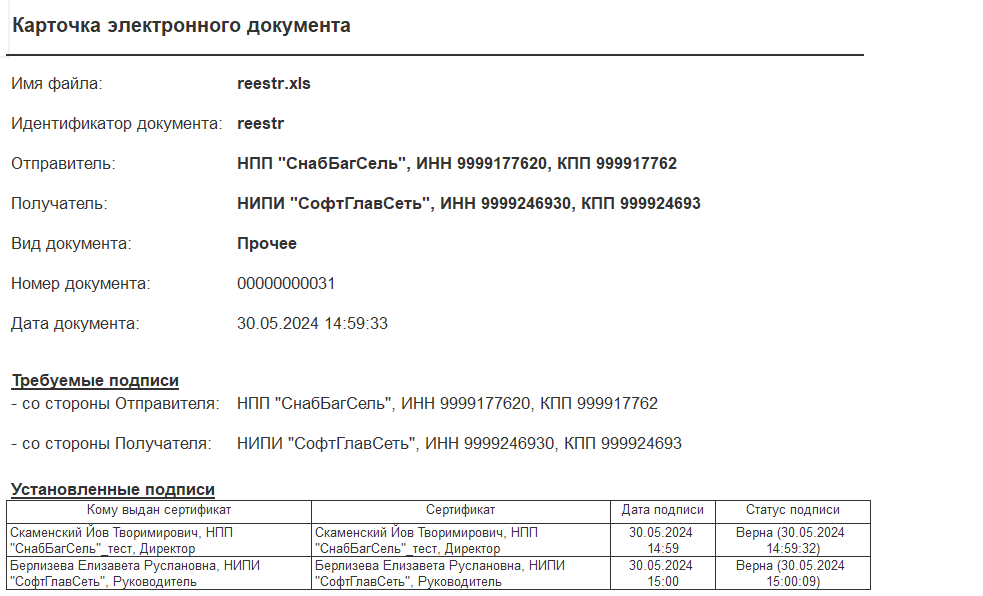 Карточка электронного документа
Имя файла: reestr.xls
Идентификатор документа: reestr
Отправитель: НПП "СнабБагСель", ИНН 9999177620, КПП 999917762
Получатель: НИПИ "СофтГлавСеть", ИНН 9999246930, КПП 999924693
Вид документа: Прочее
Номер документа: 00000000031
Дата документа: 30.05.2024 14:59:33
Требуемые подписи
- со стороны Отправителя: НПП "СнабБагСель", ИНН 9999177620, КПП 999917762
- со стороны Получателя: НИПИ "СофтГлавСеть", ИНН 9999246930, КПП 999924693
Установленные подписи
Кому выдан сертификат Сертификат Дата подписи Статус подписи
Скаменский Йов Творимирович, НПП Скаменский Йов Творимирович, НПП 30.05.2024 Верна (30.05.2024
"СнабБагСель"_тест, Директор "СнабБагСель"_тест, Директор 14:59 14:59:32)
Берлизева Елизавета Руслановна, НИПИ Берлизева Елизавета Руслановна, НИПИ 30.05.2024 Верна (30.05.2024
"СофтГлавСеть", Руководитель "СофтГлавСеть", Руководитель 15:00 15:00:09)